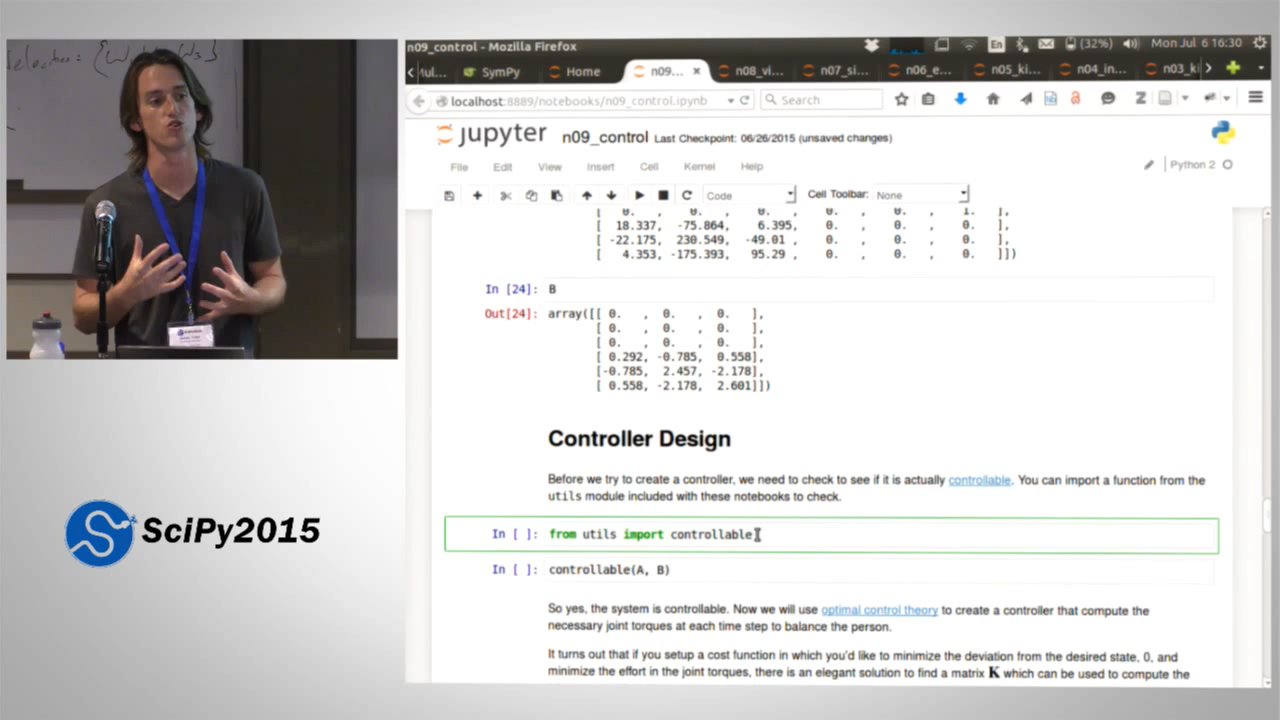 n09_control - Mozilla Firefox
En
(32%)
Mon Jul 6 16:30
SymPy
Home
n09...
n08_vi...
n07_si...
n06_e...
n05_ki...
n04_in...
n03_ki
localhost:8889/notebooks/n09_control.ipynb
Search
jupyter n09_control Last Checkpoint: 06/26/2015 (unsaved changes)
File Edit View Insert Cell Kernel Help
Python 2
Code
Cell Toolbar: None
[ 0. , 0. , 0. , 0. , 0. , 1. ],
[ 18.337, -75.864, 6.395, 0. , 0. , 0. ],
[ -22.175, 230.549, -49.01 , 0. , 0. , 0. ],
[ 4.353, -175.393, 95.29 , 0. , 0. , 0. ]])
In [24]: B
Out[24]: array([[ 0. , 0. , 0. ],
[ 0. , 0. , 0. ],
[ 0. , 0. , 0. ],
[ 0.292, -0.785, 0.558],
[-0.785, 2.457, -2.178],
[ 0.558, -2.178, 2.601]])
Controller Design
Before we try to create a controller, we need to check to see if it is actually controllable. You can import a function from the
utils module included with these notebooks to check.
In [ ]: from utils import controllable
In [ ]: controllable(A, B)
So yes, the system is controllable. Now we will use optimal control theory to create a controller that compute the
necessary joint torques at each time step to balance the person.
It turns out that if you setup a cost function in which you'd like to minimize the deviation from the desired state, 0, and
minimize the effort in the joint torques, there is an elegant solution to find a matrix K which can be used to compute the
SciPy2015